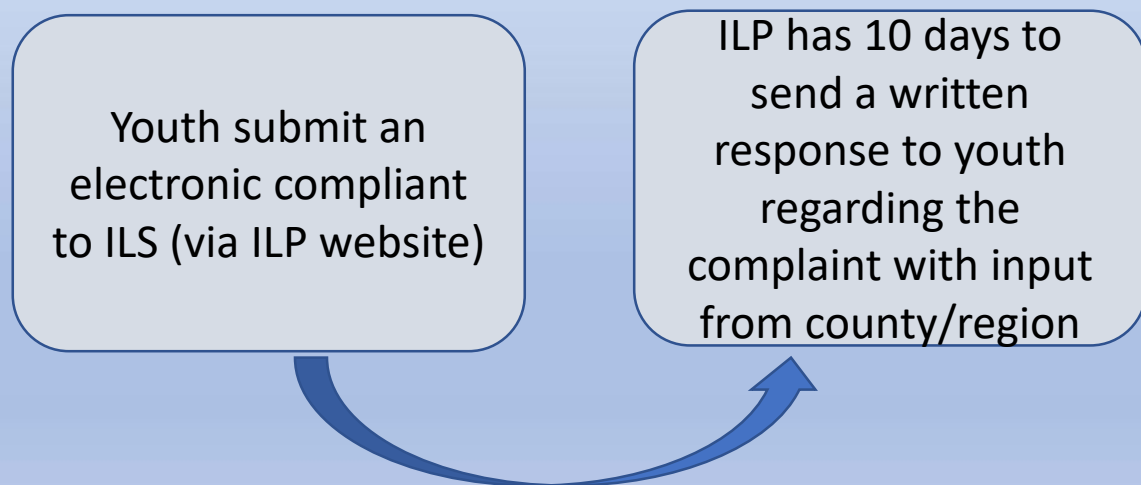 Youth submit an
electronic compliant
to ILS (via ILP website)
ILP has 10 days to
send a written
response to youth
regarding the
complaint with input
from county/region